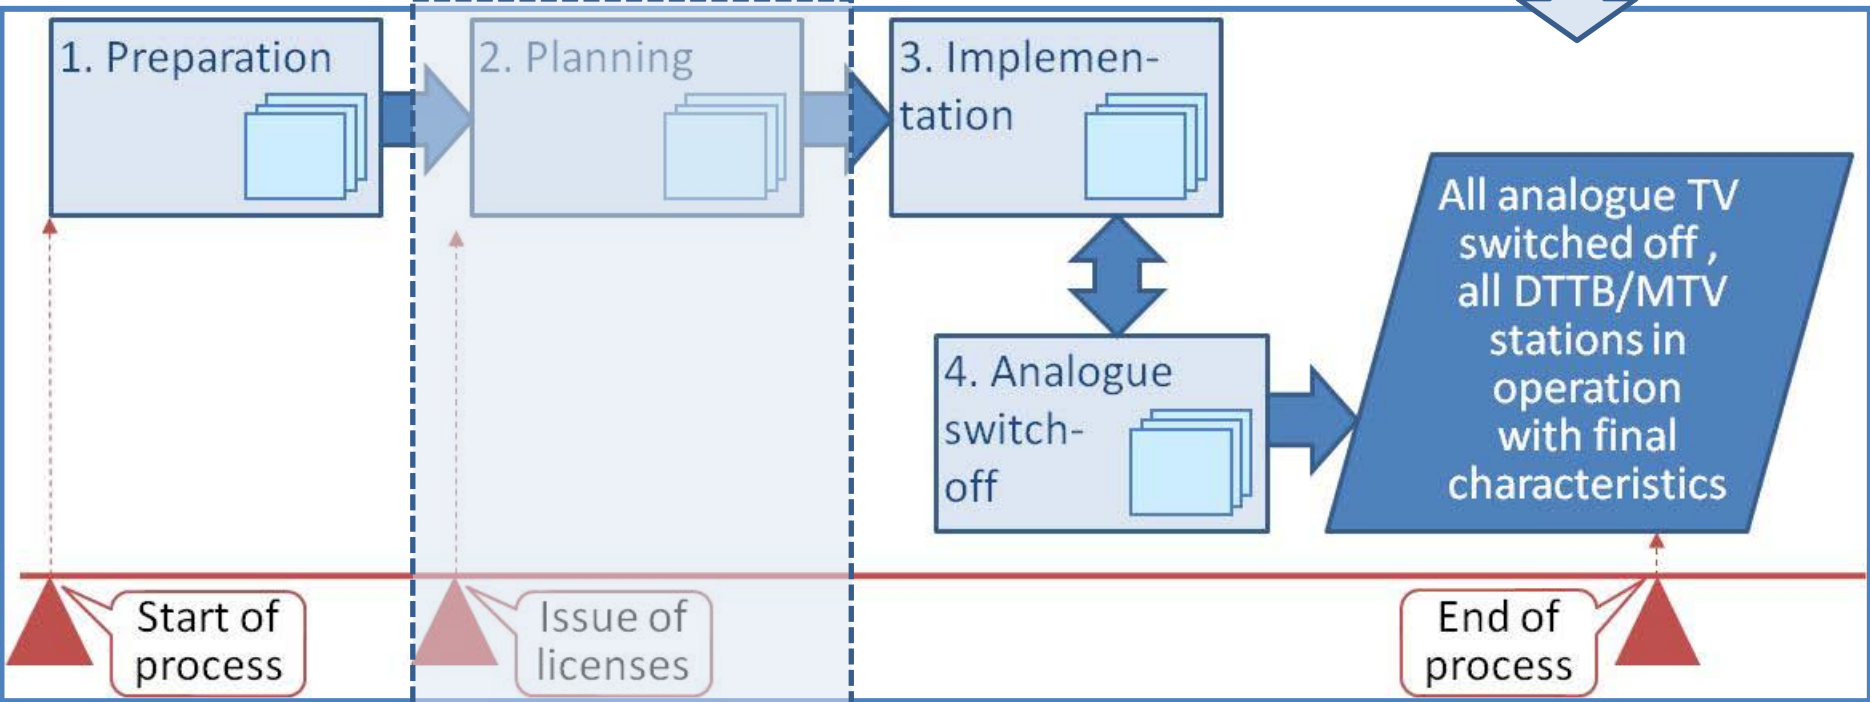 1. Preparation
2. Planning
3. Implemen-
tation
4. Analogue
switch-
off
All analogue TV
switched off ,
all DTTB/MTV
stations in
operation
with final
characteristics
Start of
process
Issue of
licenses
End of
process